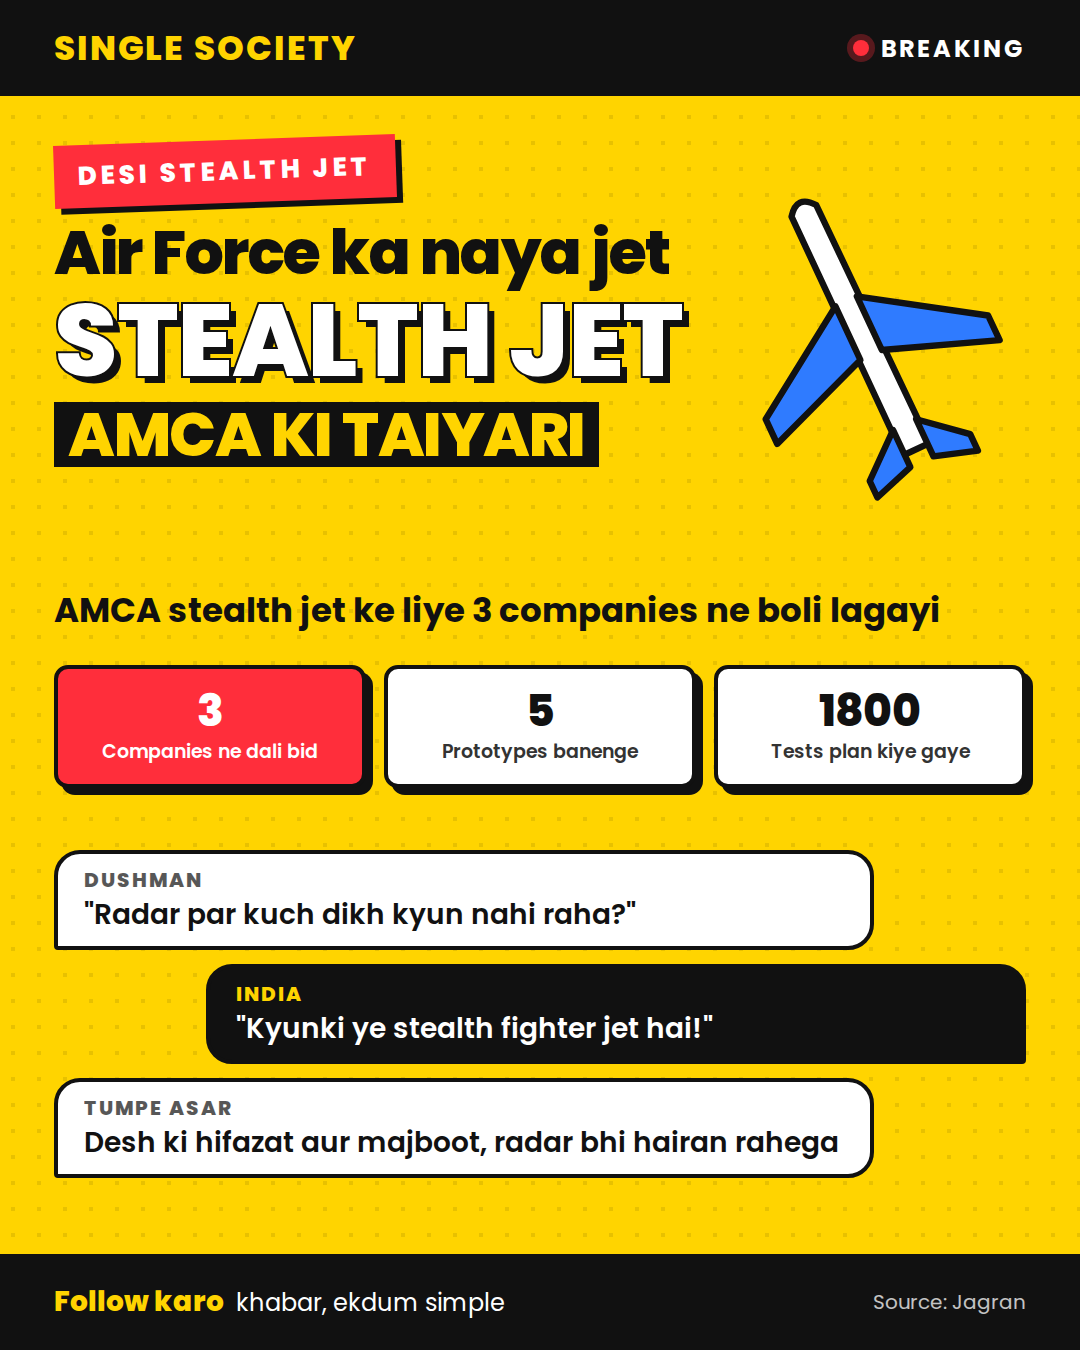 SINGLE SOCIETY
BREAKING
DESI STEALTH JET
Air Force ka naya jet
STEALTH JET
AMCA KI TAIYARI
AMCA stealth jet ke liye 3 companies ne boli lagayi
3
Companies ne dali bid
5
Prototypes banenge
1800
Tests plan kiye gaye
DUSHMAN
"Radar par kuch dikh kyun nahi raha?"
INDIA
"Kyunki ye stealth fighter jet hai!"
TUMPE ASAR
Desh ki hifazat aur majboot, radar bhi hairan rahega
Follow karo khabar, ekdum simple
Source: Jagran